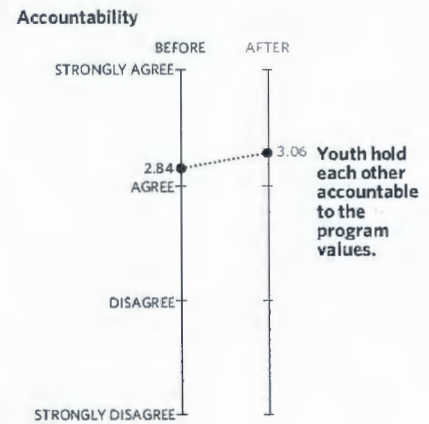 Accountability
BEFORE AFTER
STRONGLY AGREE
2.84
3.06
AGREE
Youth hold
each other
accountable
to the
program
values.
DISAGREE
STRONGLY DISAGREE